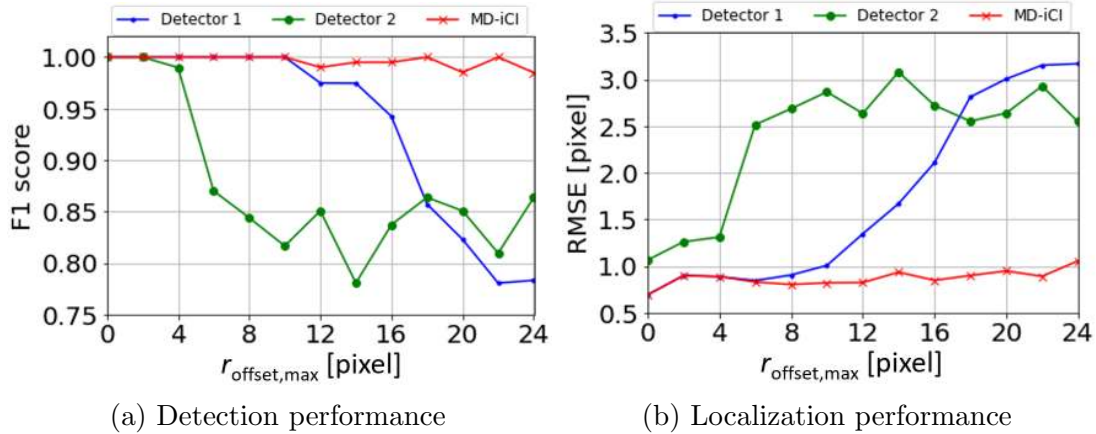 Detector 1 Detector 2 MD-iCI
1.00
0.95
0.90
0.85
0.80
0.75
F1 score
0 4 8 12 16 20 24
r_offset,max [pixel]
(a) Detection performance
Detector 1 Detector 2 MD-iCI
3.5
3.0
2.5
2.0
1.5
1.0
0.5
RMSE [pixel]
0 4 8 12 16 20 24
r_offset,max [pixel]
(b) Localization performance